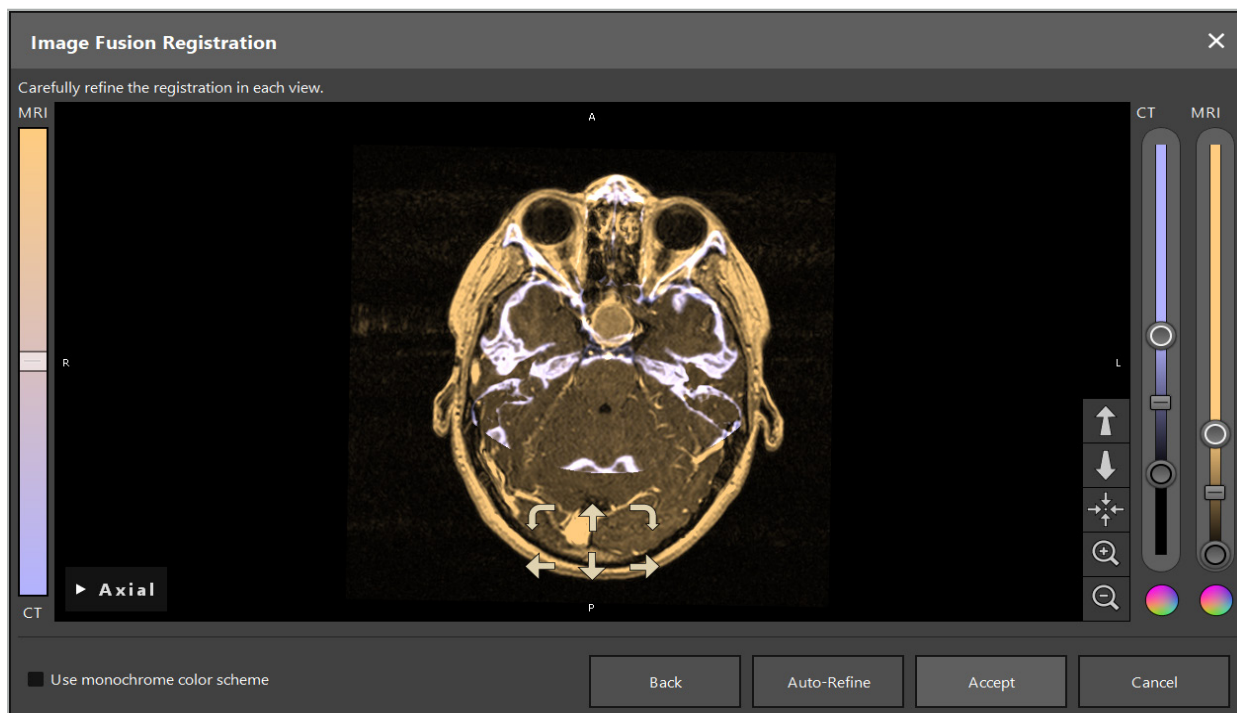 Image Fusion Registration
Carefully refine the registration in each view.
MRI
CT
MRI
A
R
L
Axial
P
CT
Use monochrome color scheme
Back
Auto-Refine
Accept
Cancel